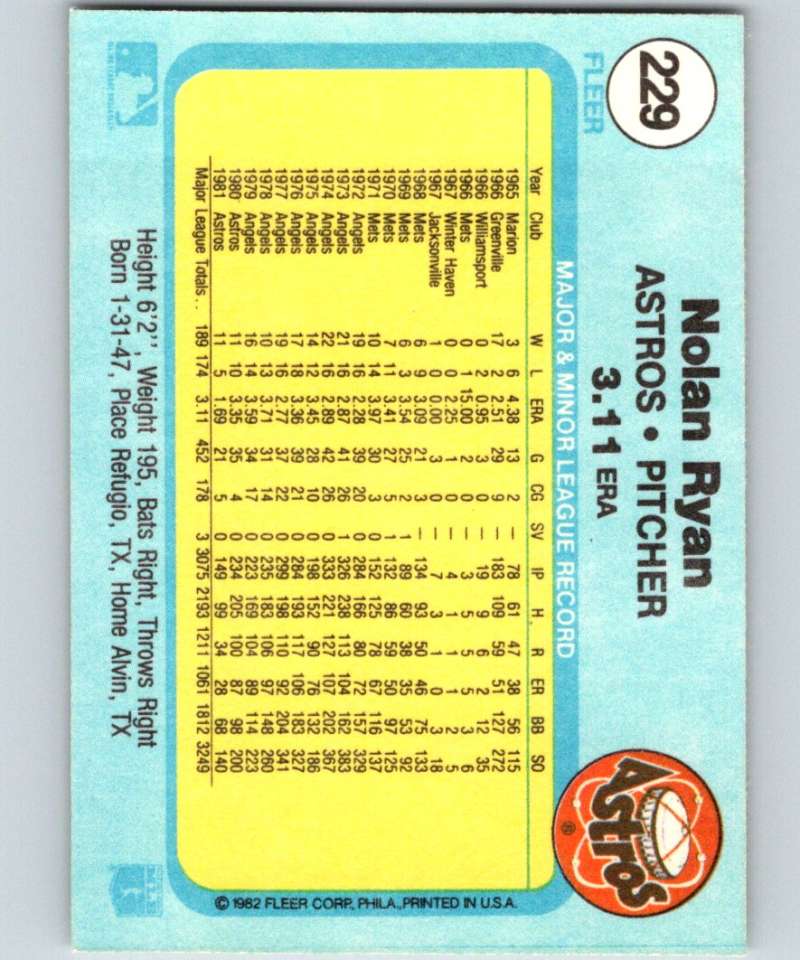 229
FLEER
Nolan Ryan
ASTROS • PITCHER
3.11 ERA
Astros
®
MAJOR & MINOR LEAGUE RECORD
Year Club W L ERA G CG SV IP H R ER BB SO
1965 Marion 3 6 4.38 13 2 — 78 61 47 38 56 115
1966 Greenville 17 2 2.51 29 9 — 183 109 59 51 127 272
1966 Williamsport 0 2 0.95 3 0 — 19 9 6 2 12 35
1966 Mets 0 1 15.00 2 0 — 3 5 5 5 3 6
1967 Winter Haven 0 0 2.25 1 0 — 4 1 1 1 2 5
1967 Jacksonville 1 0 0.00 3 0 — 7 3 1 0 3 18
1968 Mets 6 9 3.09 21 3 — 134 93 50 46 75 133
1969 Mets 6 3 3.54 25 2 1 89 60 38 35 53 92
1970 Mets 7 11 3.41 27 5 1 132 86 59 50 97 125
1971 Mets 10 14 3.97 30 3 0 152 125 78 67 116 137
1972 Angels 19 16 2.28 39 20 0 284 166 80 72 157 329
1973 Angels 21 16 2.87 41 26 1 326 238 113 104 162 383
1974 Angels 22 16 2.89 42 26 0 333 221 127 107 202 367
1975 Angels 14 12 3.45 28 10 0 198 152 90 76 132 186
1976 Angels 17 18 3.36 39 21 0 284 193 117 106 183 327
1977 Angels 19 16 2.77 37 22 0 299 198 110 92 204 341
1978 Angels 10 13 3.71 31 14 0 235 183 106 97 148 260
1979 Angels 16 14 3.59 34 17 0 223 169 104 89 114 223
1980 Astros 11 10 3.35 35 4 0 234 205 100 87 98 200
1981 Astros 11 5 1.69 21 5 0 149 99 34 28 68 140
Major League Totals.. 189 174 3.11 452 178 3 3075 2193 1211 1061 1812 3249
Height 6'2", Weight 195, Bats Right, Throws Right
Born 1-31-47, Place Refugio, TX, Home Alvin, TX
© 1982 FLEER CORP., PHILA., PRINTED IN U.S.A.